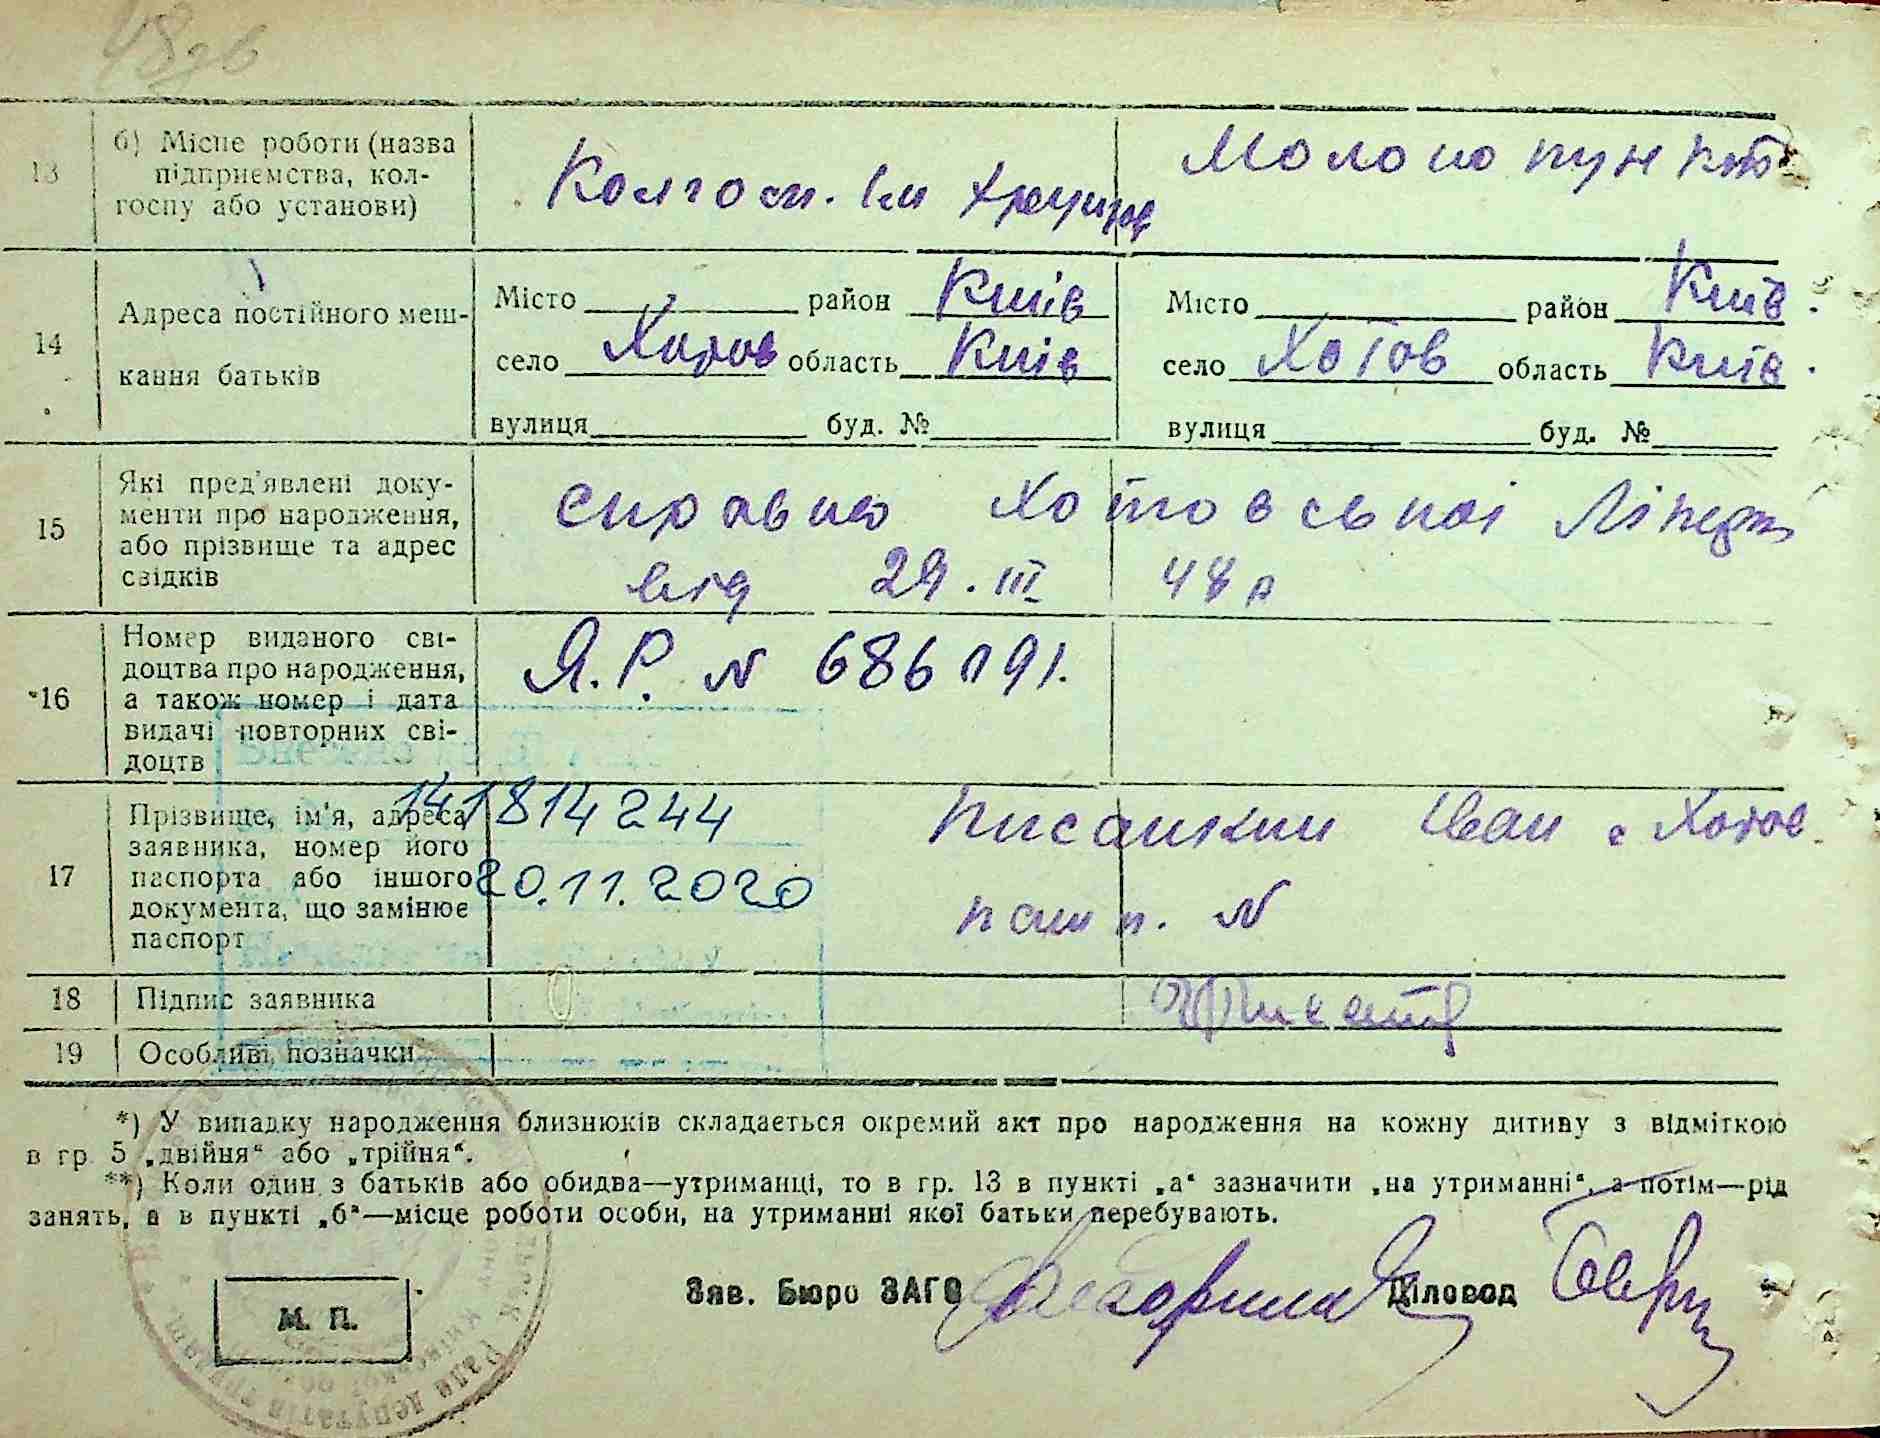 48зв
13
б) Місце роботи (назва
підприємства, кол-
госпу або установи)
Колгосп. ім Хрущова
Молоко пункт
14
Адреса постійного меш-
кання батьків
Місто район Київ
село Хотов область Київ
вулиця буд. №
Місто район Київ.
село Хотов область Київ.
вулиця буд. №
15
Які пред'явлені доку-
менти про народження,
або прізвище та адрес
свідків
справка Хотовської
від 29. III 48 р
16
Номер виданого сві-
доцтва про народження,
а також номер і дата
видачі повторних сві-
доцтв
Я.Р. N 686191.
17
Прізвище, ім'я, адреса
заявника, номер його
паспорта або іншого
документа, що замінює
паспорт
141814244
20.11.2020
Іван с Хотов
пасп. N
18
Підпис заявника
19
Особливі позначки
*) У випадку народження близнюків складається окремий акт про народження на кожну дитину з відміткою
в гр. 5 „двійня“ або „трійня“.
**) Коли один з батьків або обидва—утриманці, то в гр. 13 в пункті „а“ зазначити „на утриманні“, а потім—рід
занять, а в пункті „б“—місце роботи особи, на утриманні якої батьки перебувають.
М. П.
Зав. Бюро ЗАГС
Діловод